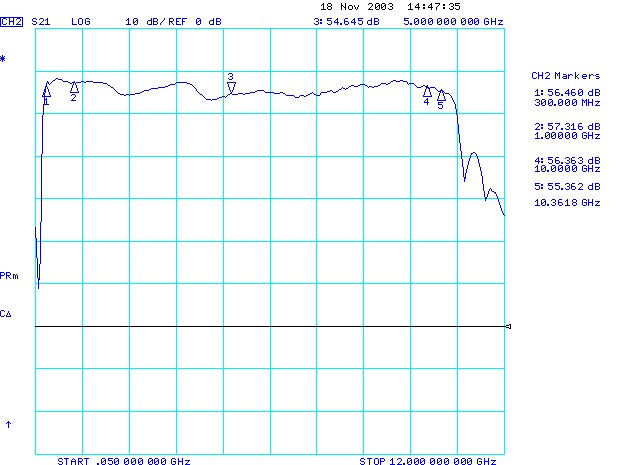 18 Nov 2003 14:47:35
CH2 S21 LOG 10 dB/REF 0 dB 3:54.645 dB 5.000 000 000 GHz
*
CH2 Markers
1:56.460 dB
300.000 MHz
2:57.316 dB
1.00000 GHz
4:56.363 dB
10.0000 GHz
5:55.362 dB
10.3618 GHz
1
2
3
4
5
PRm
CΔ
↑
START .050 000 000 GHz STOP 12.000 000 000 GHz